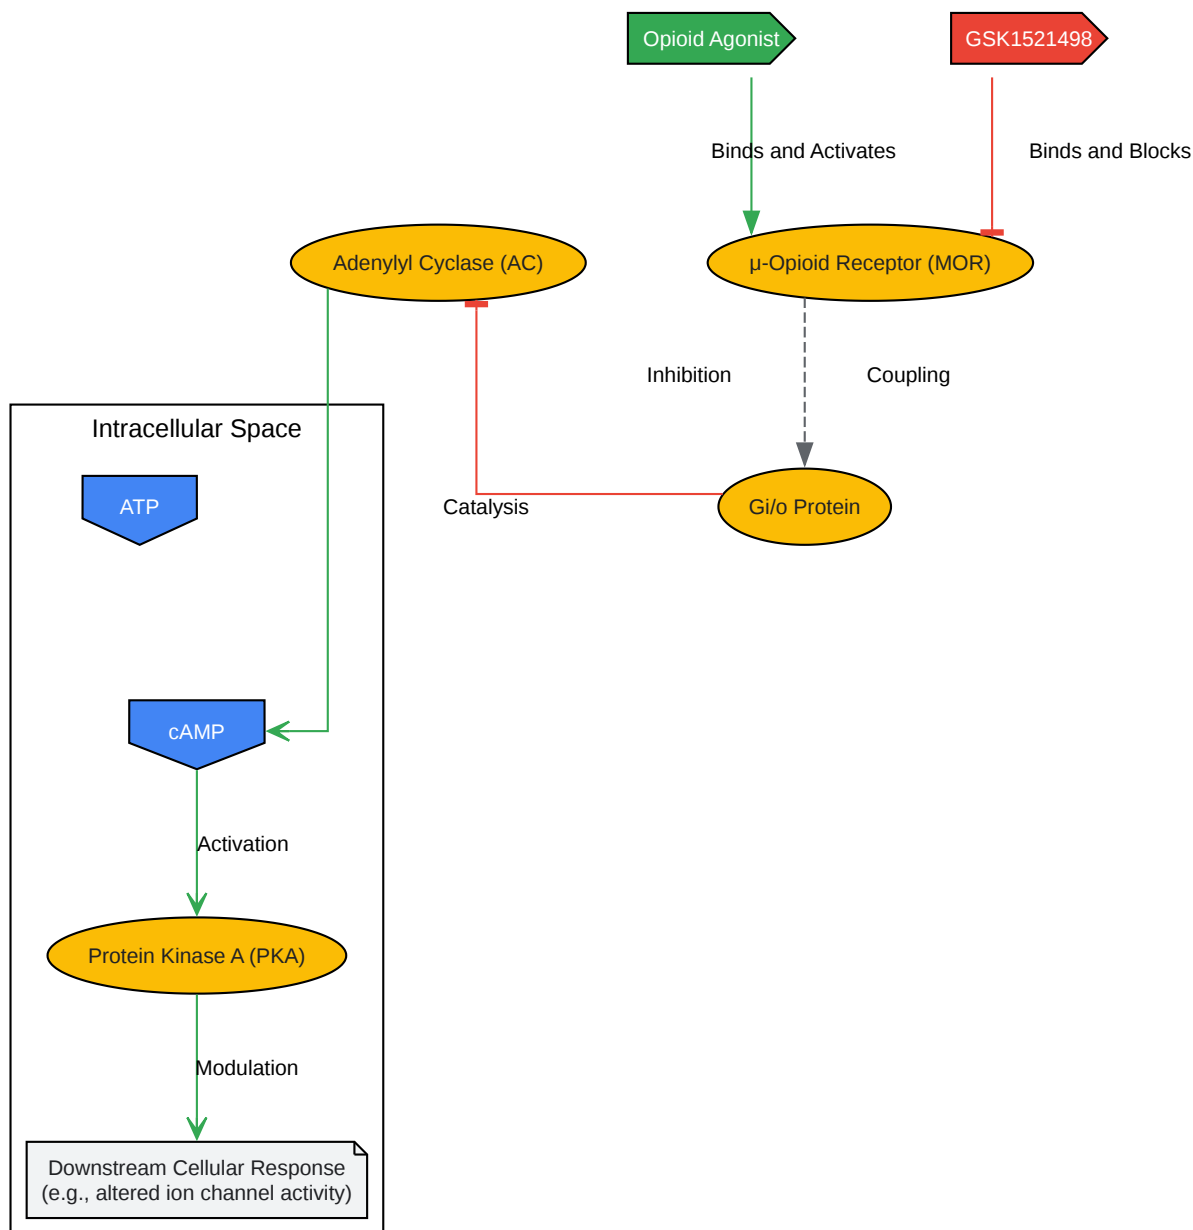 Opioid Agonist
GSK1521498
Binds and Activates
Binds and Blocks
Adenylyl Cyclase (AC)
μ-Opioid Receptor (MOR)
Inhibition
Coupling
Intracellular Space
ATP
Catalysis
Gi/o Protein
cAMP
Activation
Protein Kinase A (PKA)
Modulation
Downstream Cellular Response
(e.g., altered ion channel activity)